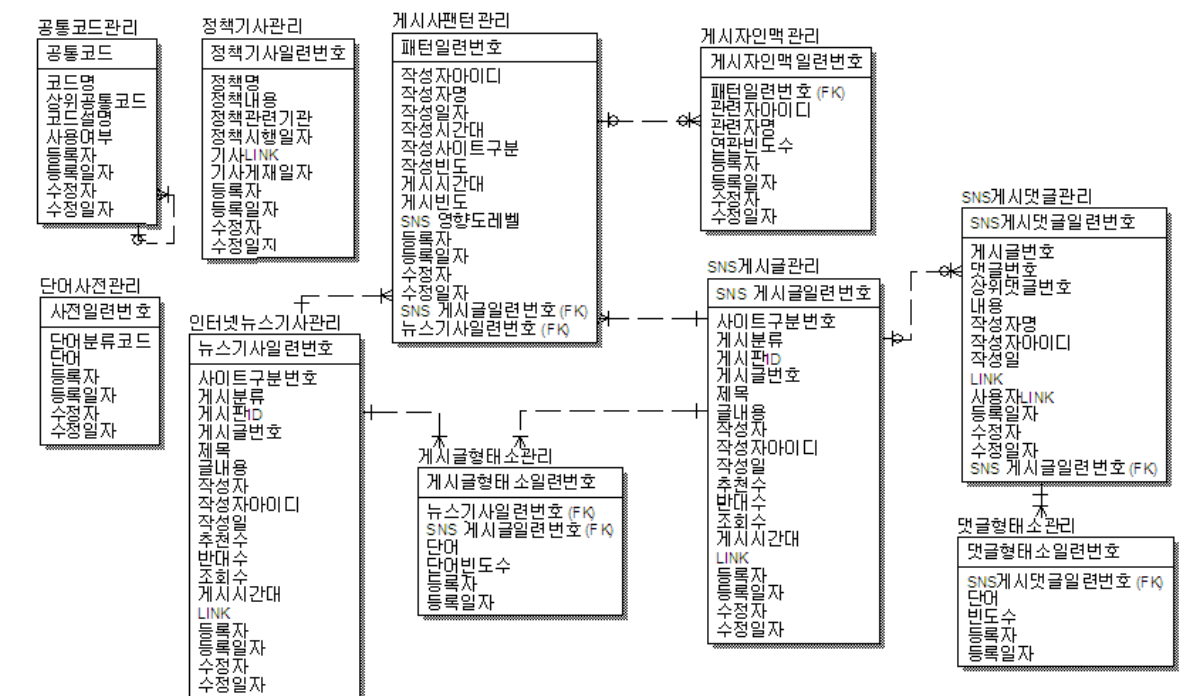 공통코드관리
공통코드
코드명
상위공통코드
코드설명
사용여부
등록자
등록일자
수정자
수정일자
정책기사관리
정책기사일련번호
정책명
정책내용
정책관련기관
정책시행일자
기사LINK
기사게재일자
등록자
등록일자
수정자
수정일지
게시사팬턴관리
패턴일련번호
작성자아이디
작성자명
작성일자
작성시간대
작성사이트구분
작성빈도
게시시간대
게시빈도
SNS 영향도레벨
등록자
등록일자
수정자
수정일자
SNS 게시글일련번호 (FK)
뉴스기사일련번호 (FK)
게시자인맥관리
게시자인맥일련번호
패턴일련번호 (FK)
관련자아이디
관련자명
연관빈도수
등록자
등록일자
수정자
수정일자
단어사전관리
사전일련번호
단어분류코드
단어
등록자
등록일자
수정자
수정일자
인터넷뉴스기사관리
뉴스기사일련번호
사이트구분번호
게시분류
게시판ID
게시글번호
제목
글내용
작성자
작성자아이디
작성일
추천수
반대수
조회수
게시시간대
LINK
등록자
등록일자
수정자
수정일자
게시글형태소관리
게시글형태소일련번호
뉴스기사일련번호 (FK)
SNS 게시글일련번호 (FK)
단어
단어빈도수
등록자
등록일자
SNS게시글관리
SNS 게시글일련번호
사이트구분번호
게시분류
게시판ID
게시글번호
제목
글내용
작성자
작성자아이디
작성일
추천수
반대수
조회수
게시시간대
LINK
등록자
등록일자
수정자
수정일자
SNS게시댓글관리
SNS게시댓글일련번호
게시글번호
댓글번호
상위댓글번호
내용
작성자명
작성자아이디
작성일
LINK
사용자LINK
등록일자
수정자
수정일자
SNS 게시글일련번호 (FK)
댓글형태소관리
댓글형태소일련번호
SNS게시댓글일련번호 (FK)
단어
빈도수
등록자
등록일자